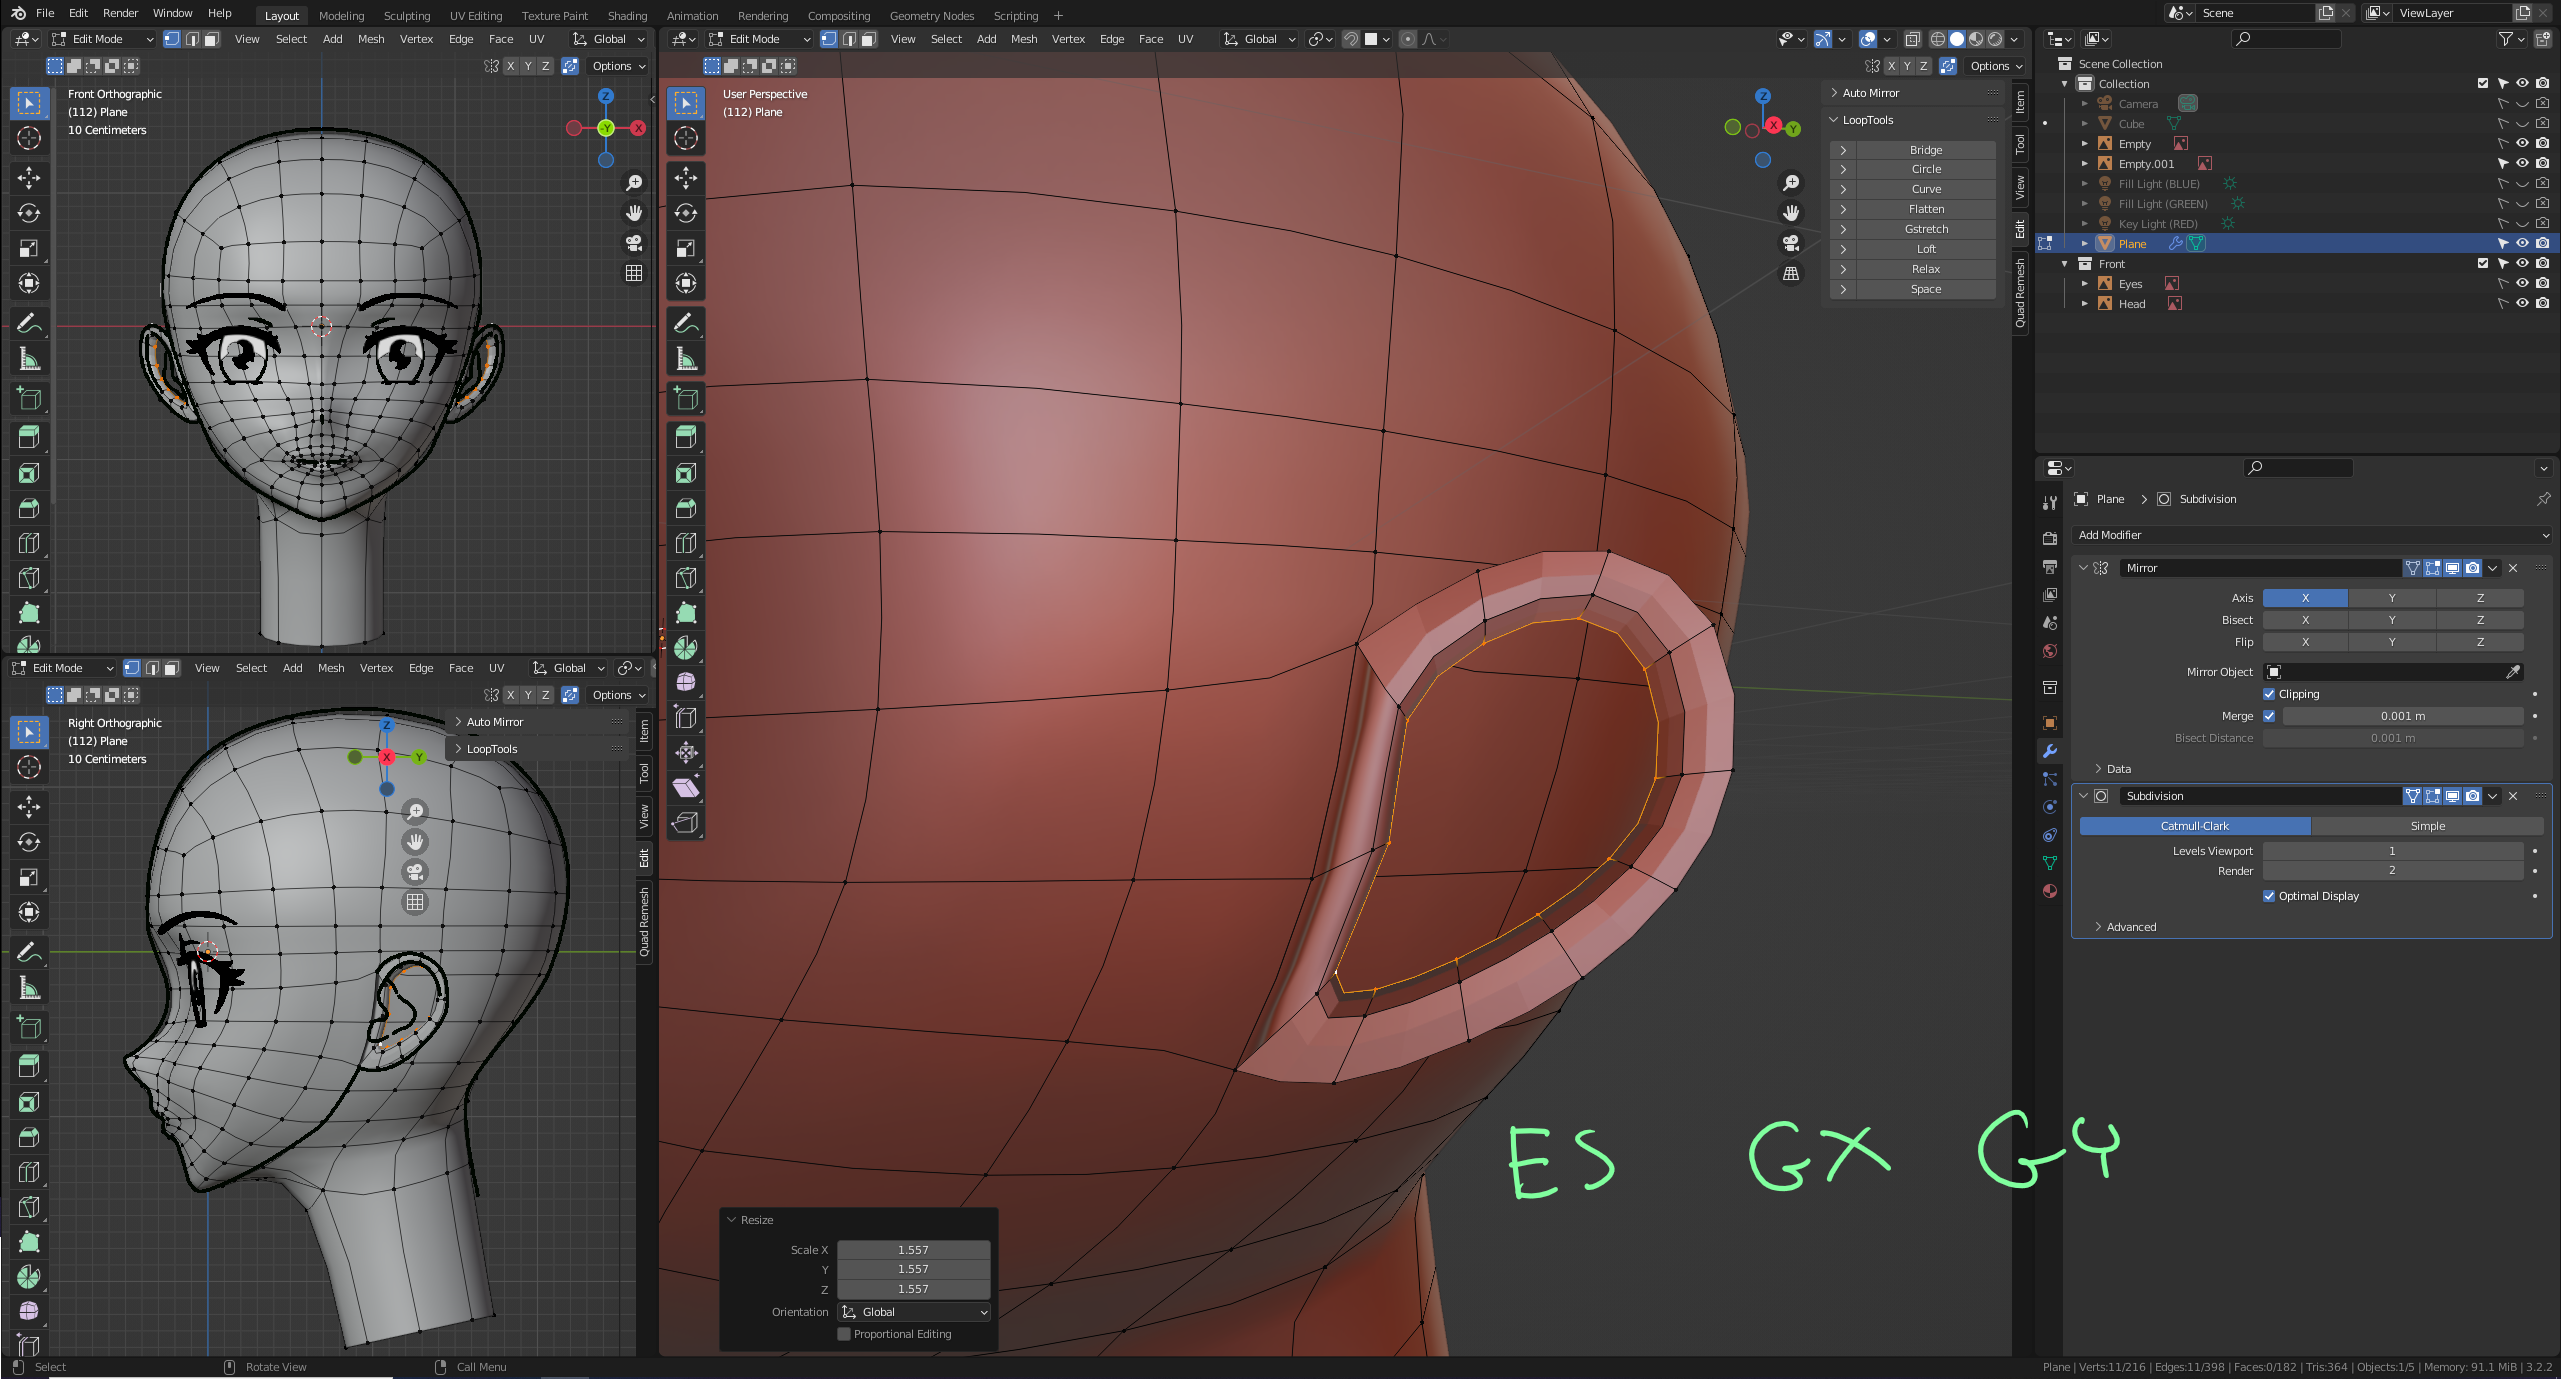 File Edit Render Window Help Layout Modeling Sculpting UV Editing Texture Paint Shading Animation Rendering Compositing Geometry Nodes Scripting + Scene ViewLayer
Edit Mode View Select Add Mesh Vertex Edge Face UV Global
X Y Z Options
Front Orthographic
(112) Plane
10 Centimeters
Z
-Y X
Edit Mode View Select Add Mesh Vertex Edge Face UV Global
X Y Z Options
Right Orthographic
(112) Plane
10 Centimeters
Z
X Y
Auto Mirror
LoopTools
Item
Tool
View
Edit
Quad Remesh
Edit Mode View Select Add Mesh Vertex Edge Face UV Global
X Y Z Options
User Perspective
(112) Plane
Z
X Y
Auto Mirror
LoopTools
Bridge
Circle
Curve
Flatten
Gstretch
Loft
Relax
Space
Item
Tool
View
Edit
Quad Remesh
ES GX GY
Resize
Scale X 1.557
Y 1.557
Z 1.557
Orientation Global
Proportional Editing
Scene Collection
Collection
Camera
Cube
Empty
Empty.001
Fill Light (BLUE)
Fill Light (GREEN)
Key Light (RED)
Plane
Front
Eyes
Head
Plane > Subdivision
Add Modifier
Mirror
Axis X Y Z
Bisect X Y Z
Flip X Y Z
Mirror Object
Clipping
Merge 0.001 m
Bisect Distance 0.001 m
Data
Subdivision
Catmull-Clark Simple
Levels Viewport 1
Render 2
Optimal Display
Advanced
Select Rotate View Call Menu Plane | Verts:11/216 | Edges:11/398 | Faces:0/182 | Tris:364 | Objects:1/5 | Memory: 91.1 MiB | 3.2.2